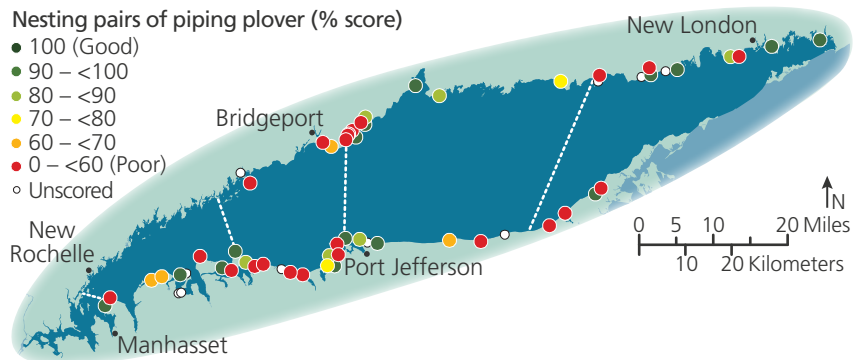 Nesting pairs of piping plover (% score)
100 (Good)
90 – <100
80 – <90
70 – <80
60 – <70
0 – <60 (Poor)
Unscored
New London
Bridgeport
New
Rochelle
Port Jefferson
Manhasset
N
0 5 10 20 Miles
10 20 Kilometers